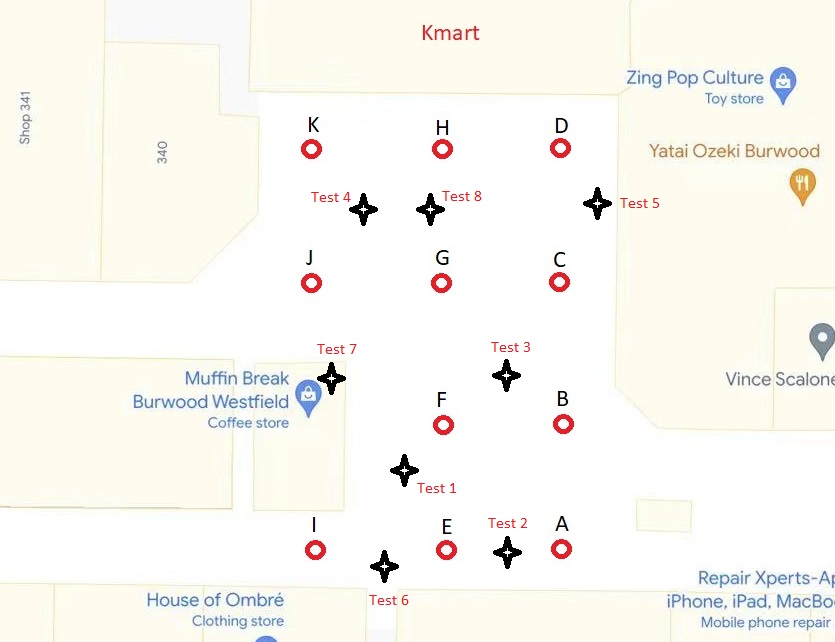 Kmart
Zing Pop Culture
Toy store
Shop 341
340
K
H
D
Yatai Ozeki Burwood
Test 4
Test 8
Test 5
J
G
C
Test 7
Test 3
Muffin Break
Burwood Westfield
Coffee store
Vince Scalone
F
B
Test 1
I
E
Test 2
A
Test 6
House of Ombré
Clothing store
Repair Xperts-Ap
iPhone, iPad, MacBo
Mobile phone repair